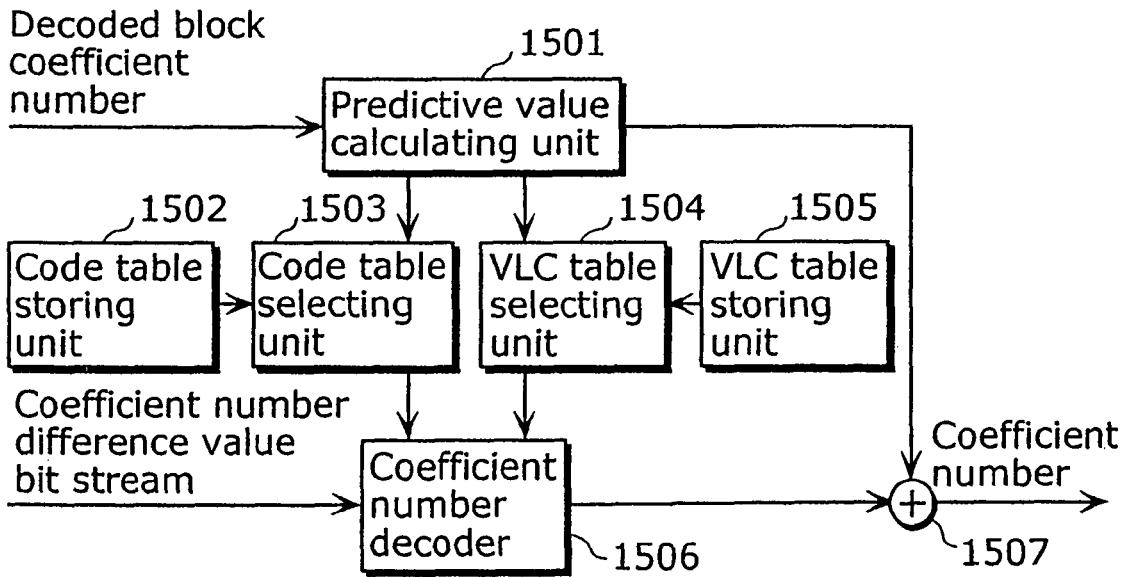 Decoded block
coefficient
number
1501
Predictive value
calculating unit
1502
1503
1504
1505
Code table
storing
unit
Code table
selecting
unit
VLC table
selecting
unit
VLC table
storing
unit
Coefficient number
difference value
bit stream
Coefficient
number
decoder
1506
+
Coefficient
number
1507